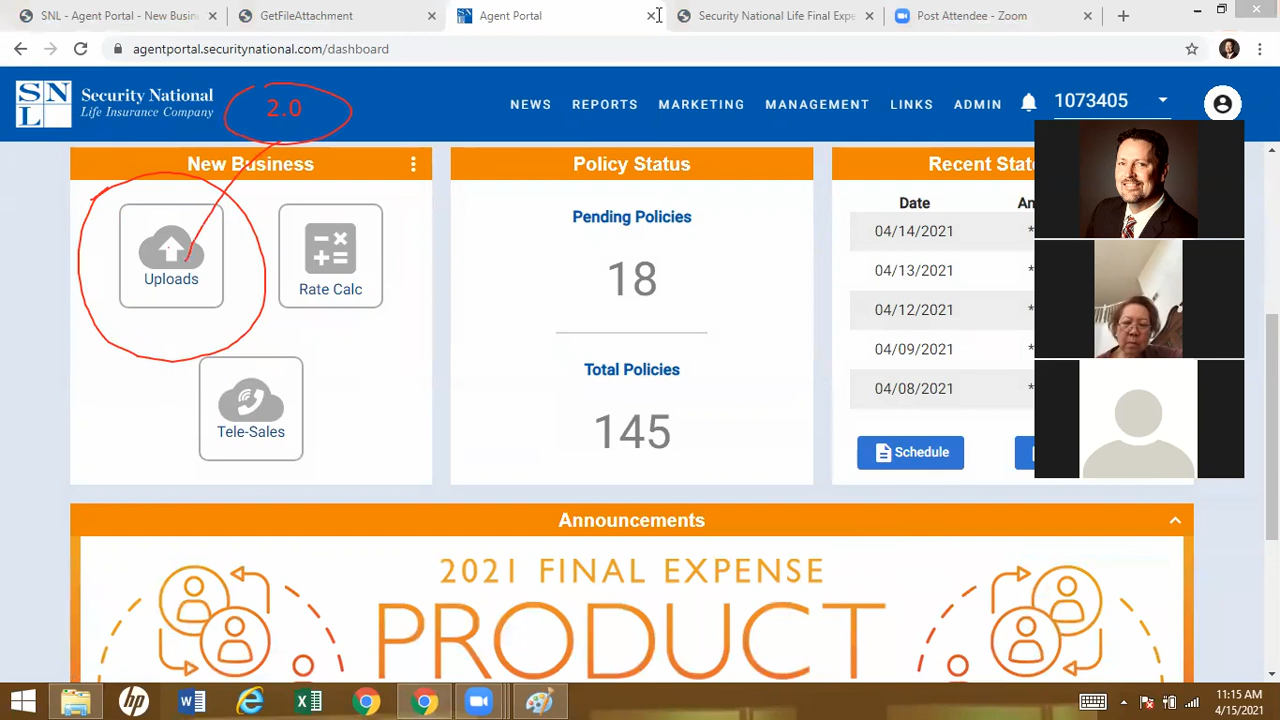 SNL - Agent Portal - New Busin
GetFileAttachment
Agent Portal
Security National Life Final Expe
Post Attendee - Zoom
agentportal.securitynational.com/dashboard
SN
L
Security National
Life Insurance Company
2.0
NEWS
REPORTS
MARKETING
MANAGEMENT
LINKS
ADMIN
1073405
New Business
Uploads
Rate Calc
Tele-Sales
Policy Status
Pending Policies
18
Total Policies
145
Recent State
Date
An
04/14/2021
*
04/13/2021
*
04/12/2021
*
04/09/2021
*
04/08/2021
*
Schedule
Announcements
2021 FINAL EXPENSE
PRODUCT
11:15 AM
4/15/2021